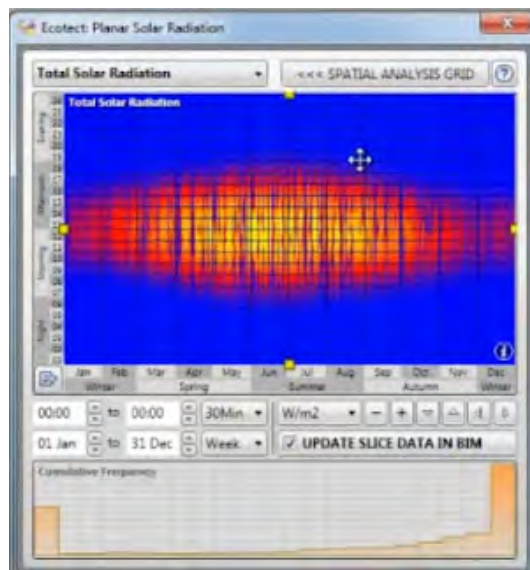 Ecotect: Planar Solar Radiation
Total Solar Radiation
<<< SPATIAL ANALYSIS GRID
Total Solar Radiation
Evening
Afternoon
Morning
Night
Jan Feb Mar Apr May Jun Jul Aug Sep Oct Nov Dec
Winter Spring Summer Autumn Winter
00:00 to 00:00 30Min W/m2
01 Jan to 31 Dec Week UPDATE SLICE DATA IN BIM
Cumulative Frequency